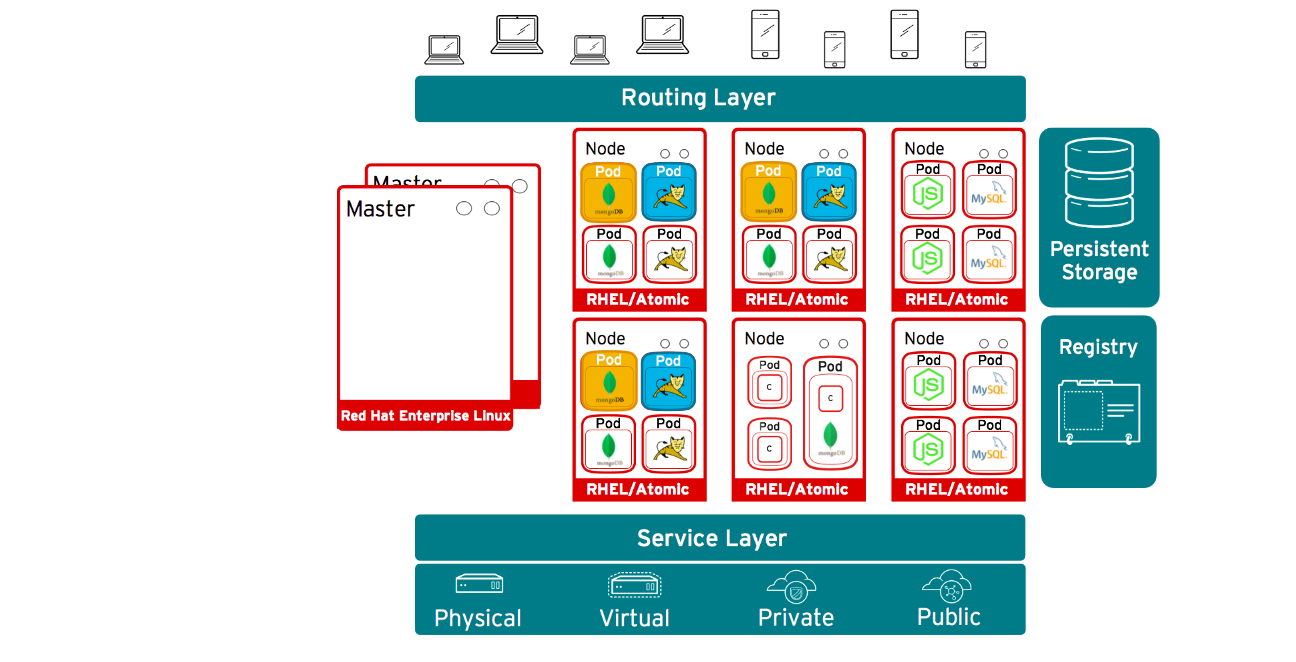 Routing Layer
Master
Master
Red Hat Enterprise Linux
Node
Pod
mongoDB
Pod
Pod
mongoDB
Pod
RHEL/Atomic
Node
Pod
mongoDB
Pod
Pod
mongoDB
Pod
RHEL/Atomic
Node
Pod
JS
Pod
MySQL
Pod
JS
Pod
MySQL
RHEL/Atomic
Persistent
Storage
Node
Pod
mongoDB
Pod
Pod
mongoDB
Pod
RHEL/Atomic
Node
Pod
C
Pod
C
Pod
C
mongoDB
RHEL/Atomic
Node
Pod
JS
Pod
MySQL
Pod
JS
Pod
MySQL
RHEL/Atomic
Registry
Service Layer
Physical
Virtual
Private
Public